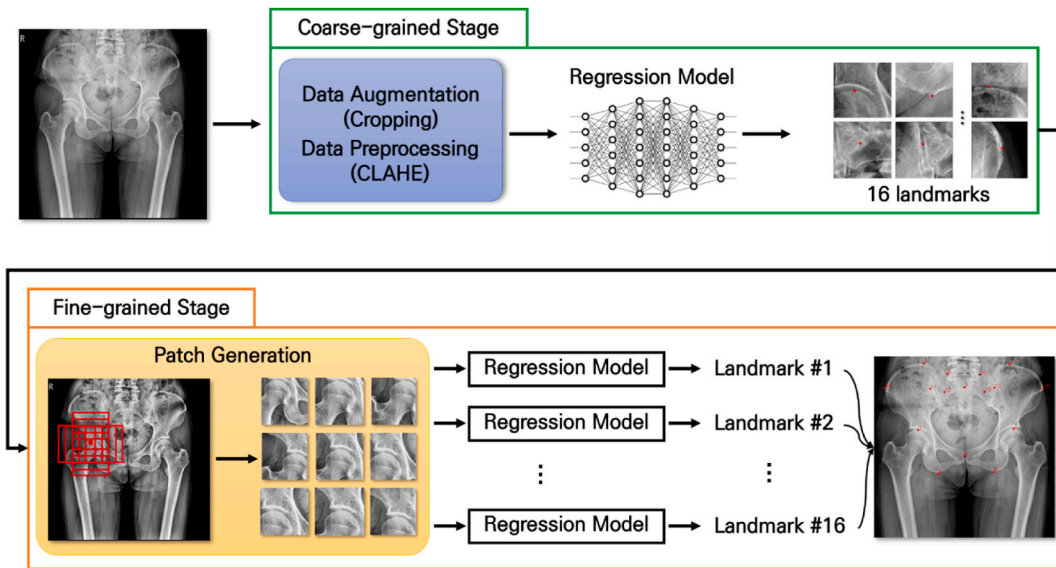 R
Coarse-grained Stage
Data Augmentation
(Cropping)
Data Preprocessing
(CLAHE)
Regression Model
...
16 landmarks
Fine-grained Stage
Patch Generation
R
Regression Model
Landmark #1
Regression Model
Landmark #2
...
...
Regression Model
Landmark #16